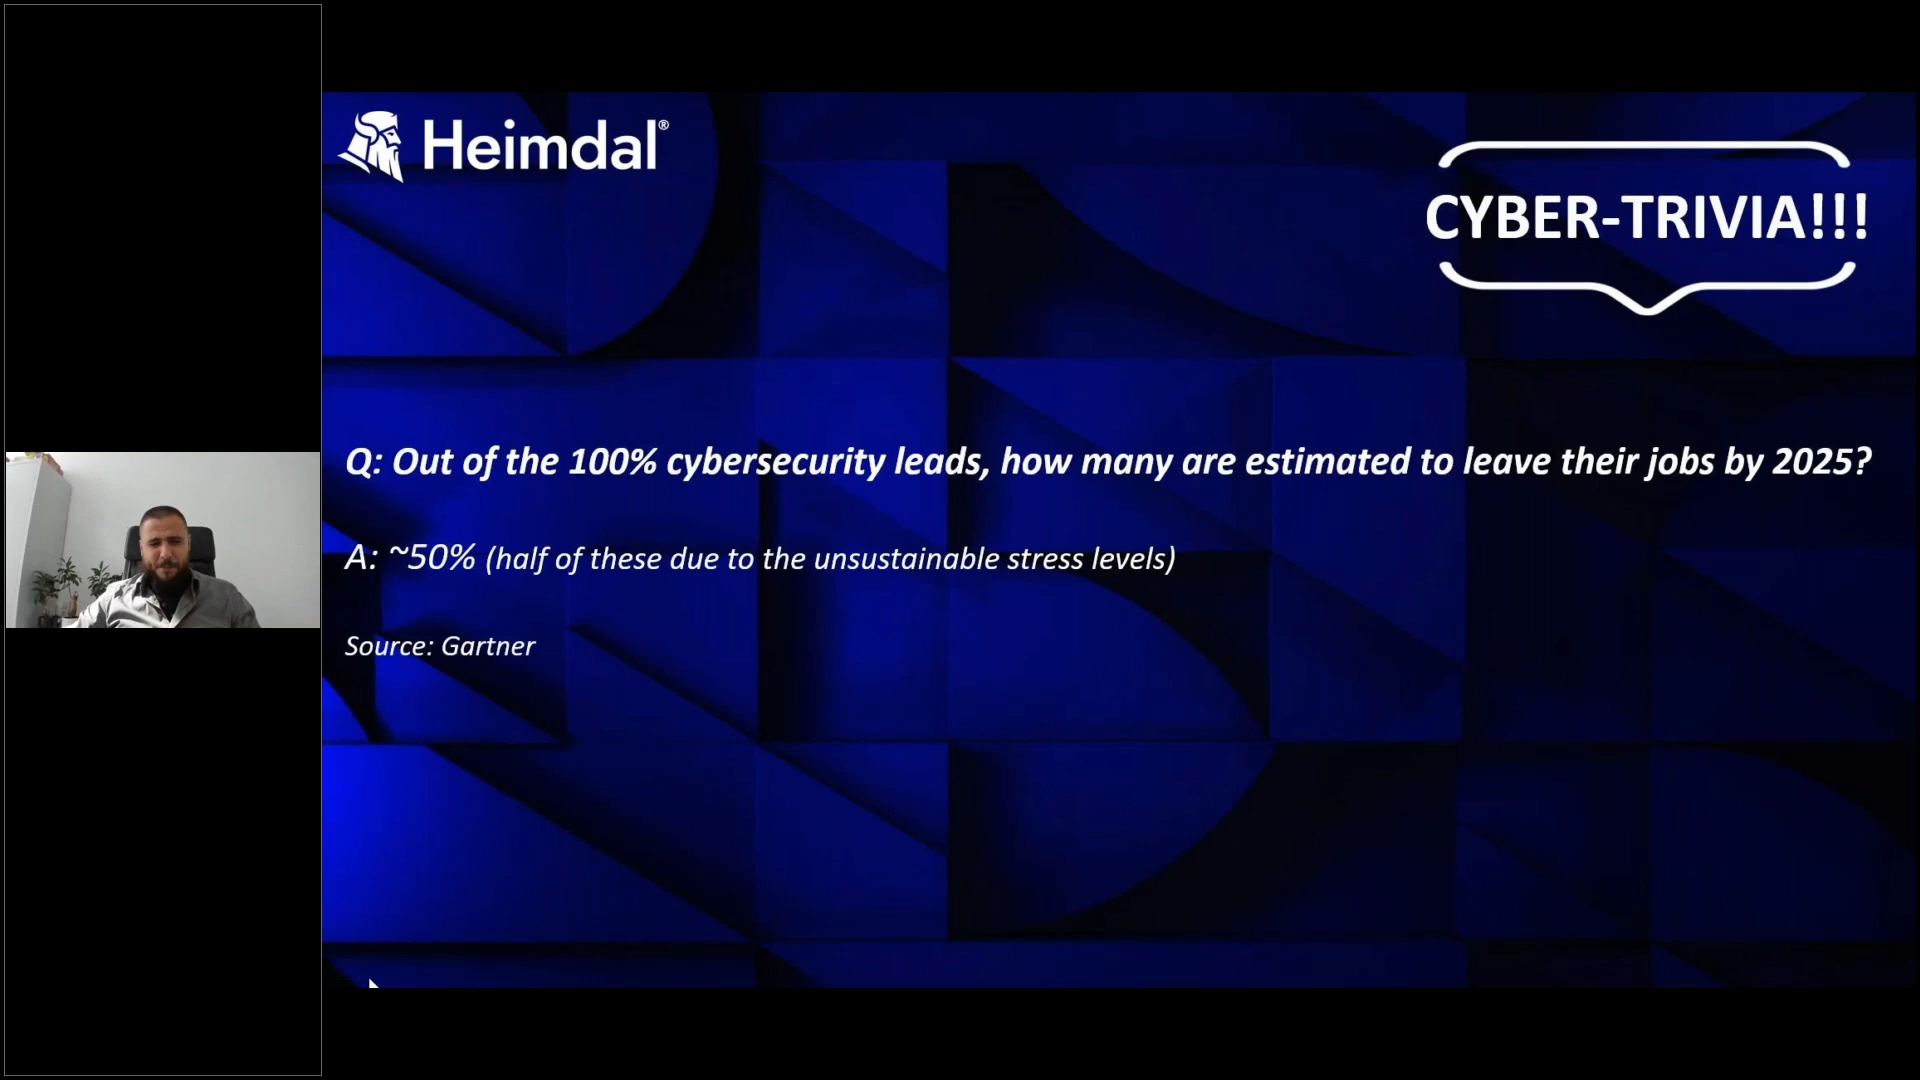 Heimdal®
CYBER-TRIVIA!!!
Q: Out of the 100% cybersecurity leads, how many are estimated to leave their jobs by 2025?
A: ~50% (half of these due to the unsustainable stress levels)
Source: Gartner